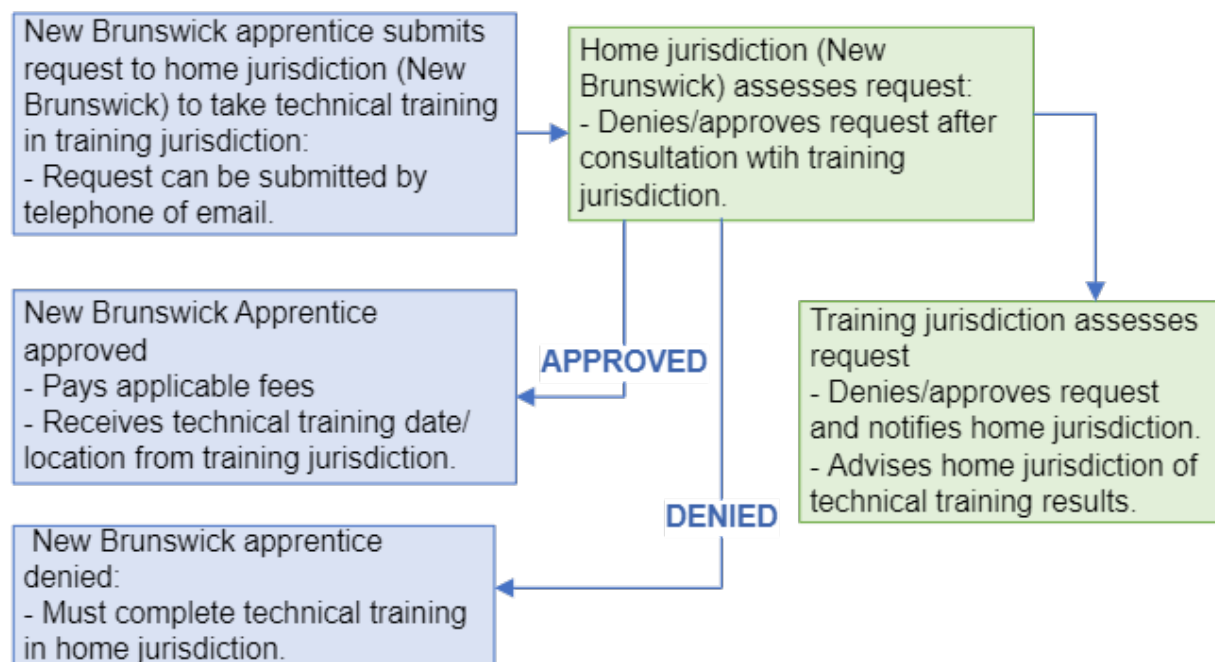 New Brunswick apprentice submits
request to home jurisdiction (New
Brunswick) to take technical training
in training jurisdiction:
- Request can be submitted by
telephone of email.
Home jurisdiction (New
Brunswick) assesses request:
- Denies/approves request after
consultation wtih training
jurisdiction.
New Brunswick Apprentice
approved
- Pays applicable fees
- Receives technical training date/
location from training jurisdiction.
APPROVED
Training jurisdiction assesses
request
- Denies/approves request
and notifies home jurisdiction.
- Advises home jurisdiction of
technical training results.
DENIED
New Brunswick apprentice
denied:
- Must complete technical training
in home jurisdiction.